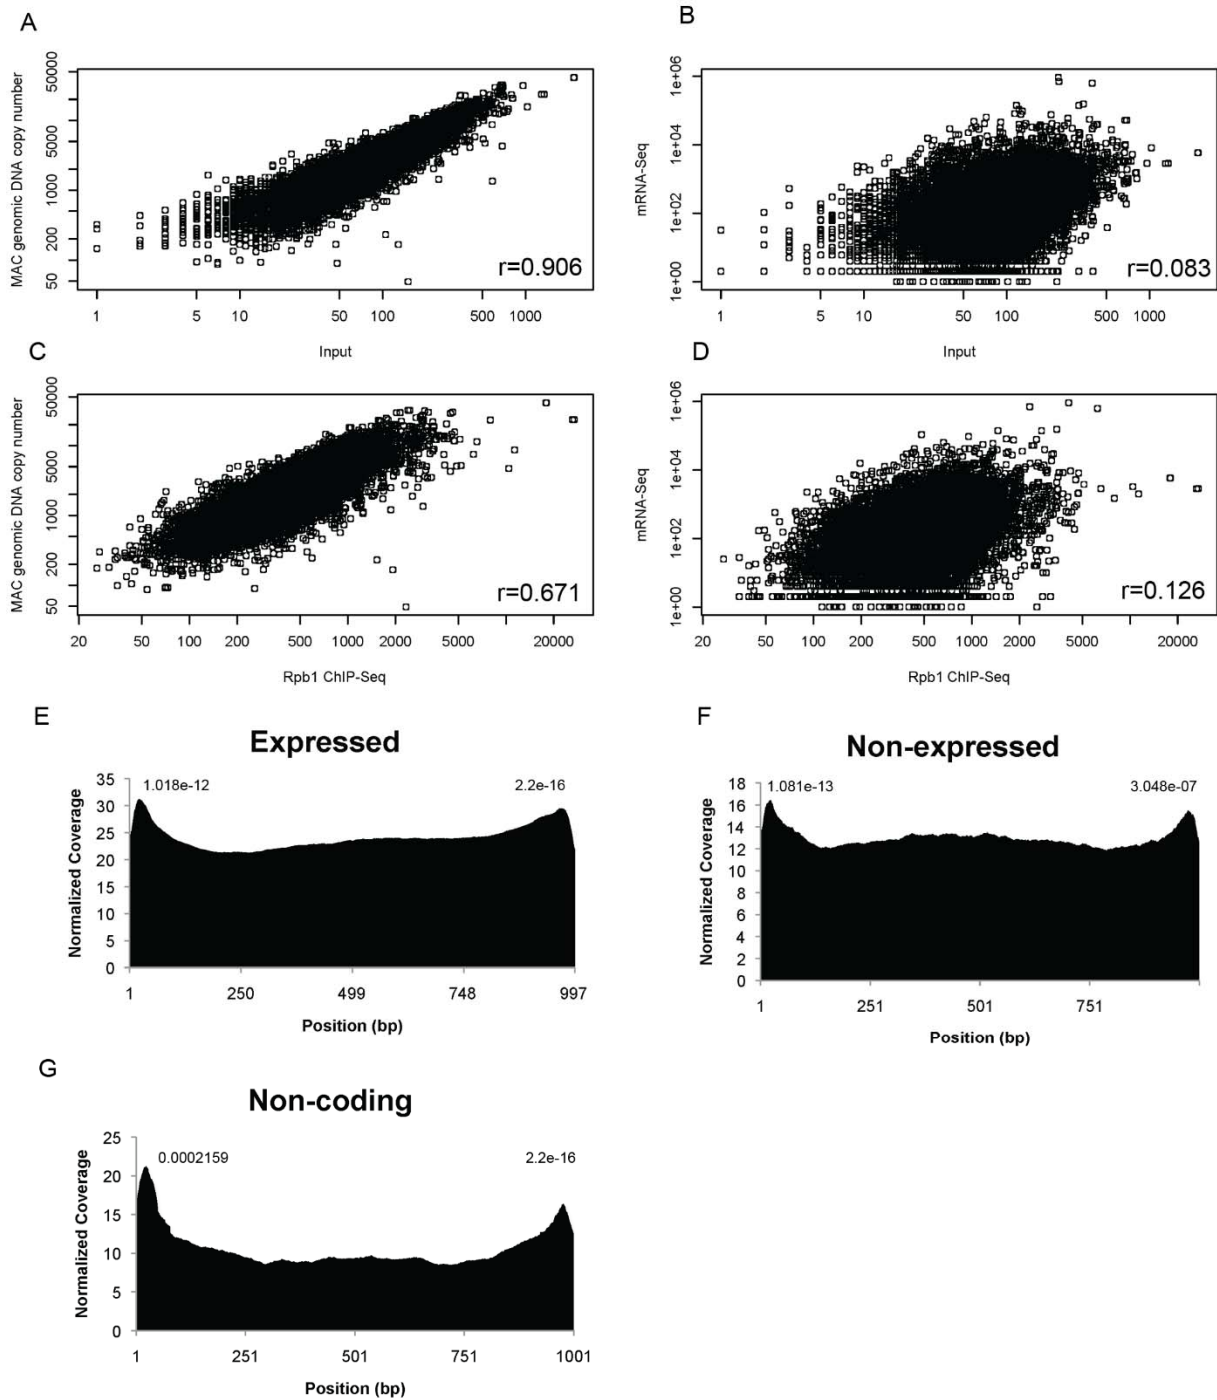 A
MAC genomic DNA copy number
50000
5000
1000
200
50
1 5 10 50 100 500 1000
Input
r=0.906
B
mRNA-Seq
1e+06
1e+04
1e+02
1e+00
1 5 10 50 100 500 1000
Input
r=0.083
C
MAC genomic DNA copy number
50000
5000
1000
200
50
20 50 100 200 500 1000 2000 5000 20000
Rpb1 ChIP-Seq
r=0.671
D
mRNA-Seq
1e+06
1e+04
1e+02
1e+00
20 50 100 200 500 1000 2000 5000 20000
Rpb1 ChIP-Seq
r=0.126
E
Expressed
Normalized Coverage
35
30
25
20
15
10
5
0
1.018e-12 2.2e-16
1 250 499 748 997
Position (bp)
F
Non-expressed
Normalized Coverage
18
16
14
12
10
8
6
4
2
0
1.081e-13 3.048e-07
1 251 501 751
Position (bp)
G
Non-coding
Normalized Coverage
25
20
15
10
5
0
0.0002159 2.2e-16
1 251 501 751 1001
Position (bp)